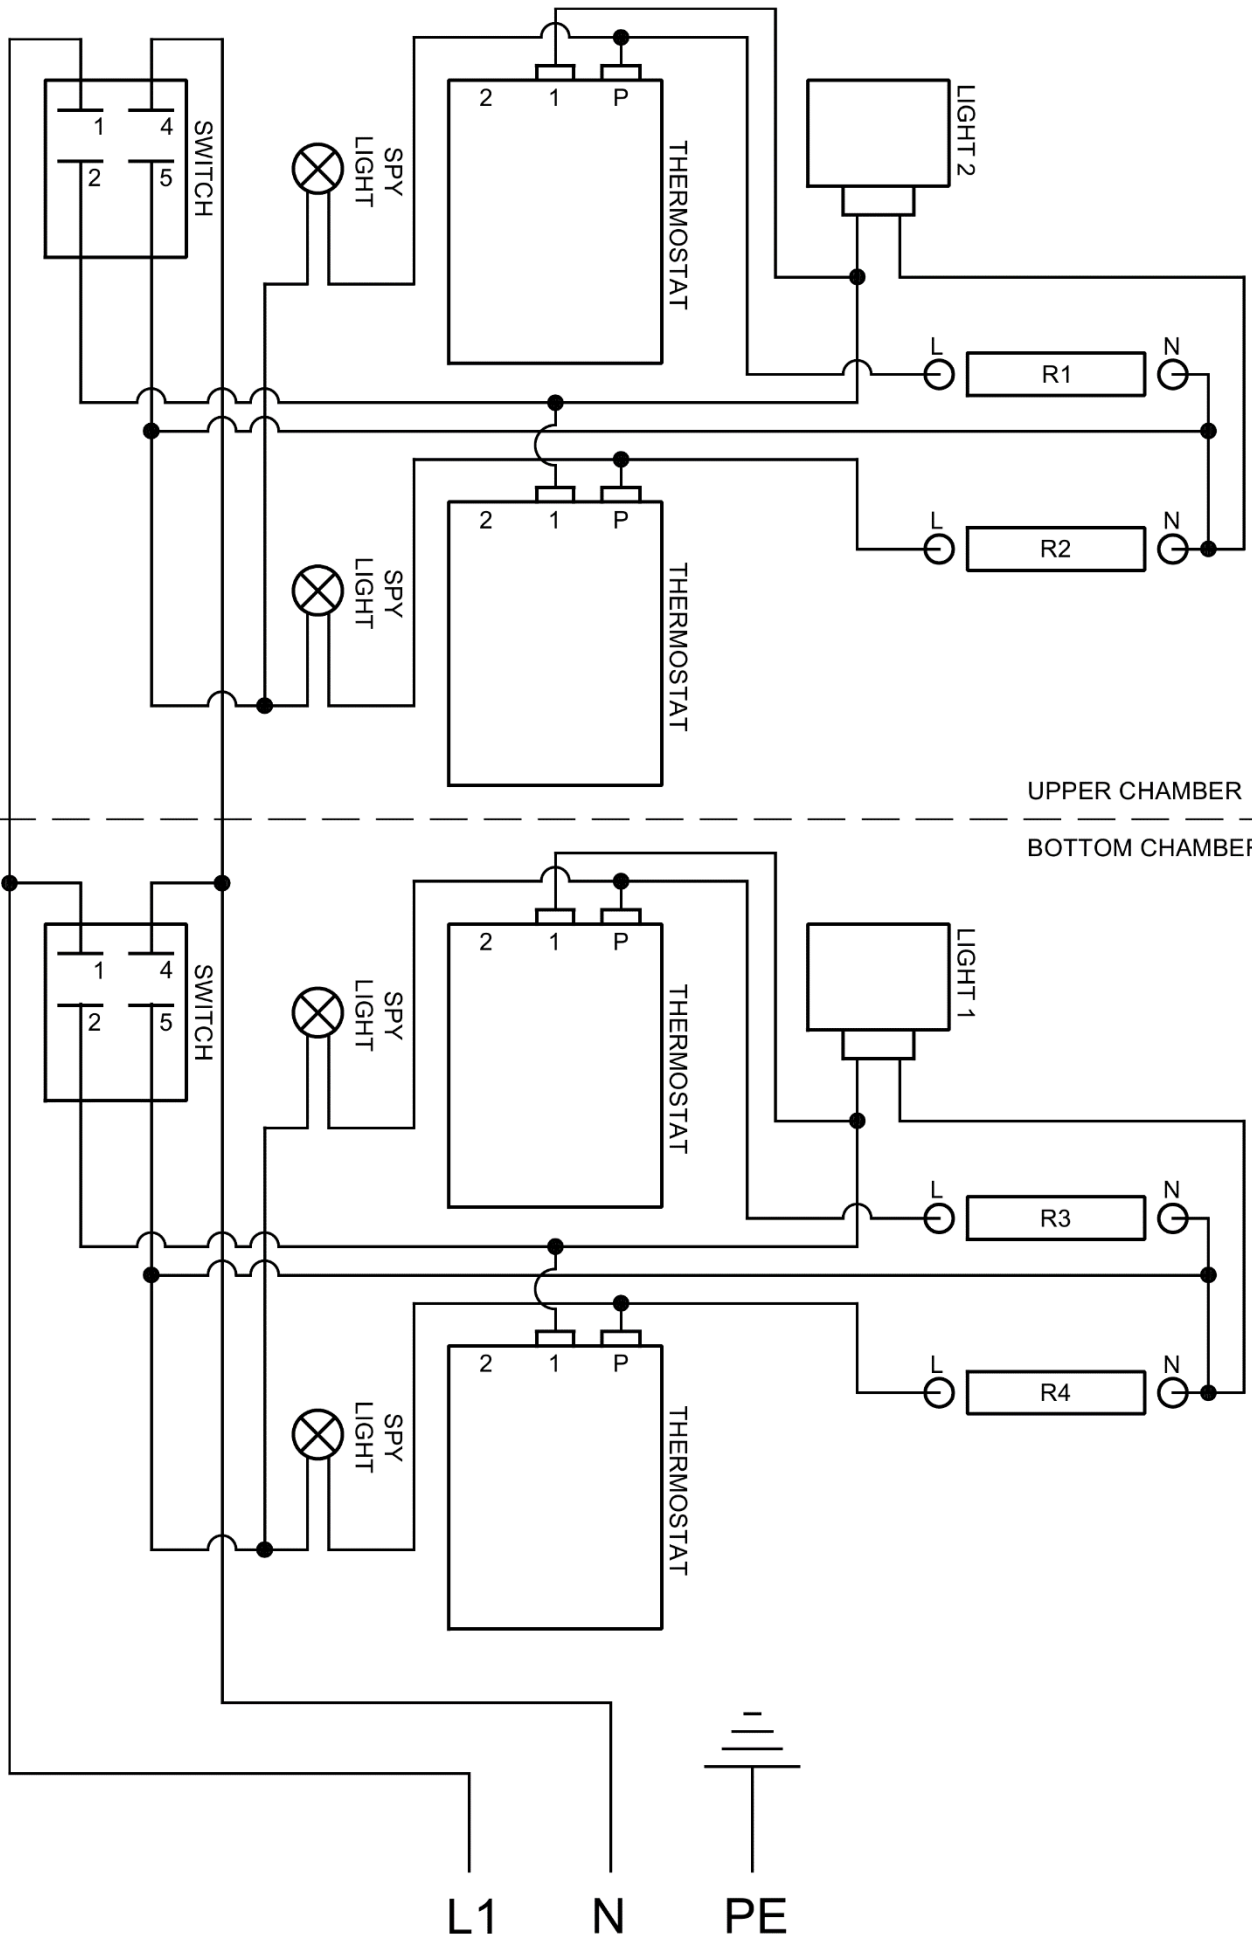 2 1 P
LIGHT 2
1 4
SWITCH
2 5
SPY
LIGHT
THERMOSTAT
L R1 N
2 1 P
L R2 N
SPY
LIGHT
THERMOSTAT
UPPER CHAMBER
BOTTOM CHAMBER
2 1 P
LIGHT 1
1 4
SWITCH
2 5
SPY
LIGHT
THERMOSTAT
L R3 N
2 1 P
L R4 N
SPY
LIGHT
THERMOSTAT
L1 N PE